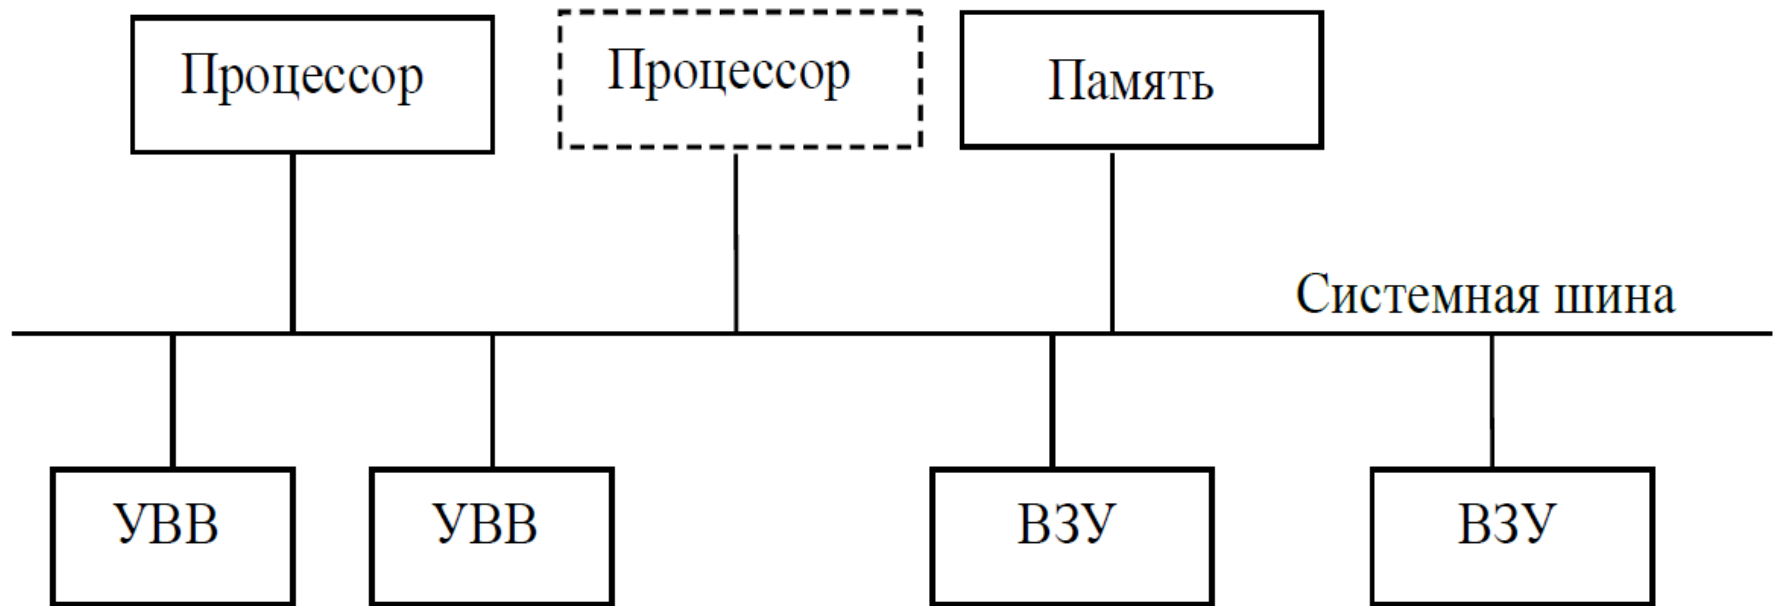 Процессор
Процессор
Память
Системная шина
УВВ
УВВ
ВЗУ
ВЗУ